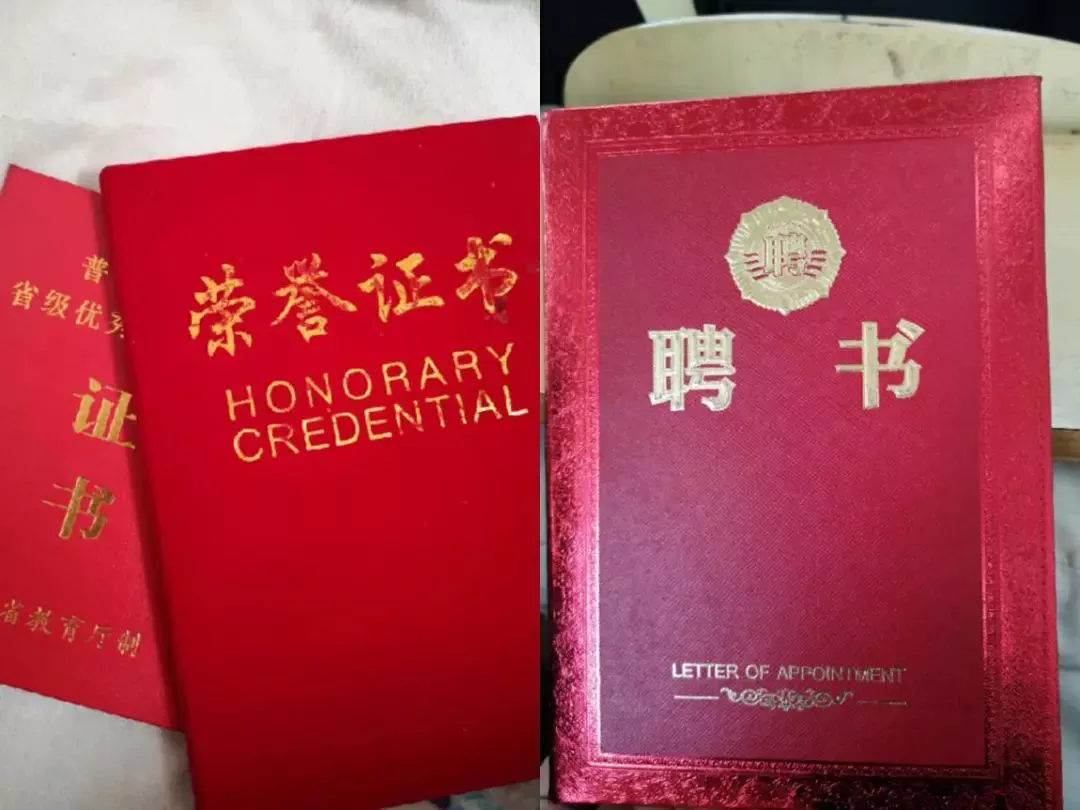 普
省级优秀
证
书
省教育厅制
荣誉证书
HONORARY
CREDENTIAL
聘
聘书
LETTER OF APPOINTMENT